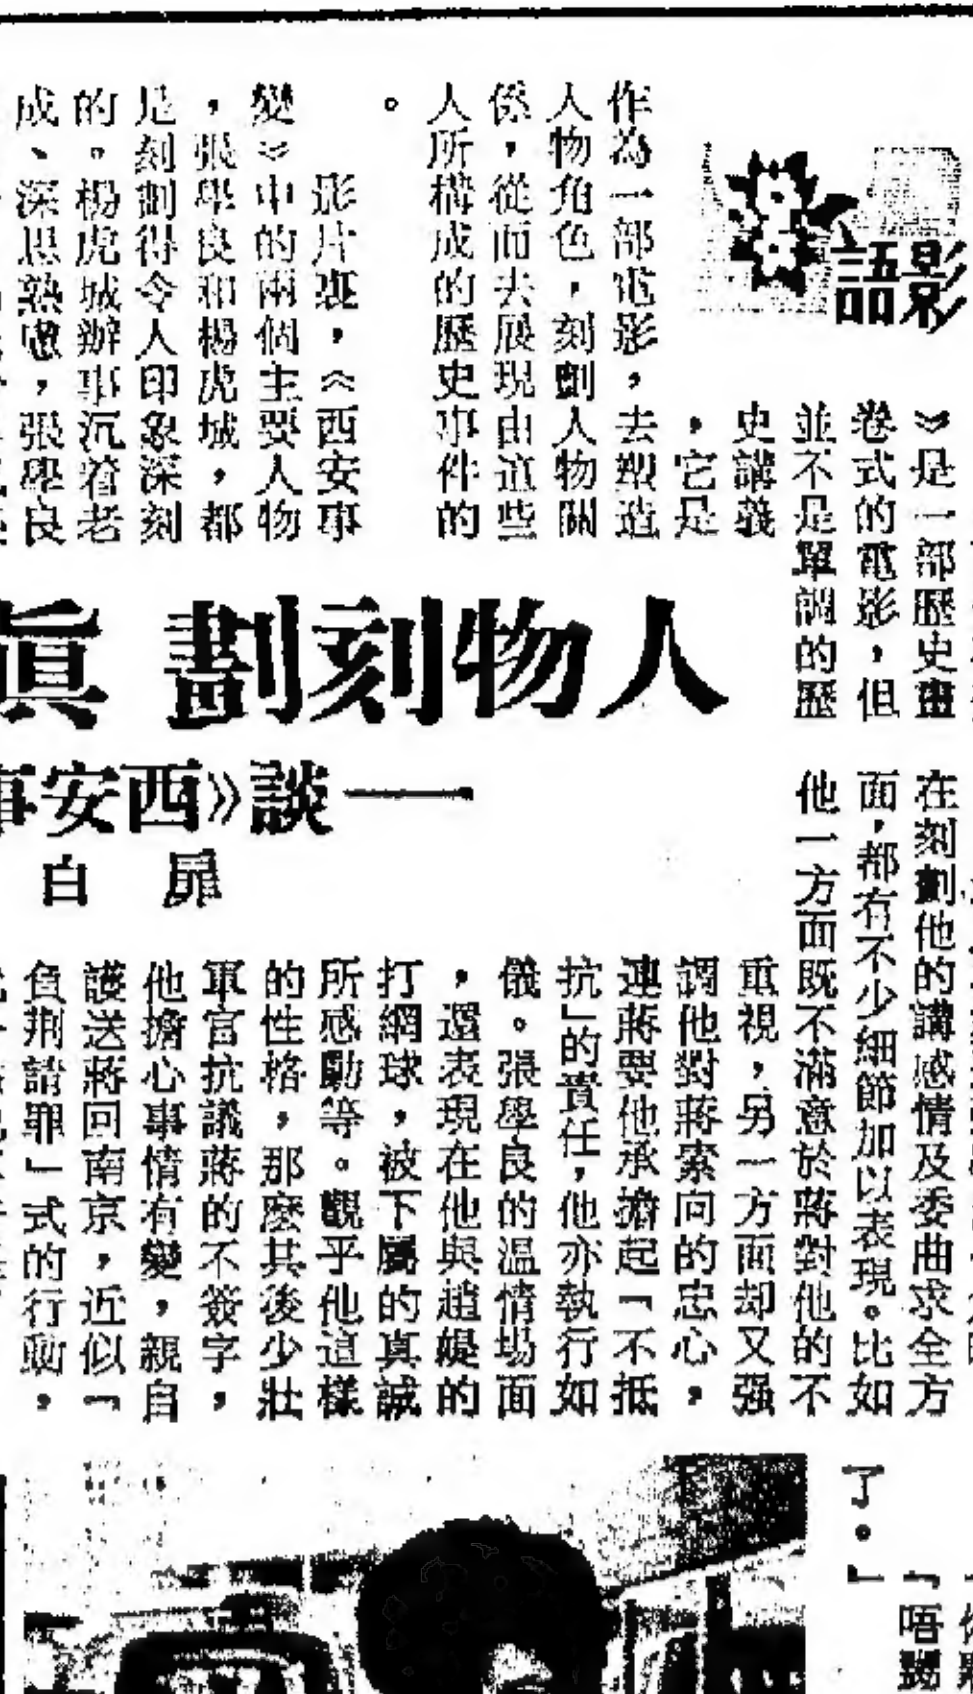 影語
人物刻劃 眞
——談《西安事
扉白
》是一部歷史畫
卷式的電影，但
並不是單調的歷
史講義
，它是
作為一部電影，去塑造
人物角色，刻劃人物關
係，從而去展現由這些
人所構成的歷史事件的
。
影片裏，《西安事
變》中的兩個主要人物
，張學良和楊虎城，都
是刻劃得令人印象深刻
的。楊虎城辦事沉着老
成、深思熟慮，張學良
在刻劃他的講感情及委曲求全方
面，都有不少細節加以表現。比如
他一方面既不滿意於蔣對他的不
重視，另一方面却又强
調他對蔣索向的忠心，
連蔣要他承擔起「不抵
抗」的責任，他亦執行如
儀。張學良的溫情場面
，還表現在他與趙媞的
打網球，被下屬的真誠
所感動等。觀乎他這樣
的性格，那麽其後少壯
軍官抗議蔣的不簽字，
他擔心事情有變，親自
護送蔣回南京，近似「
負荆請罪」式的行動，
了。」
「唔